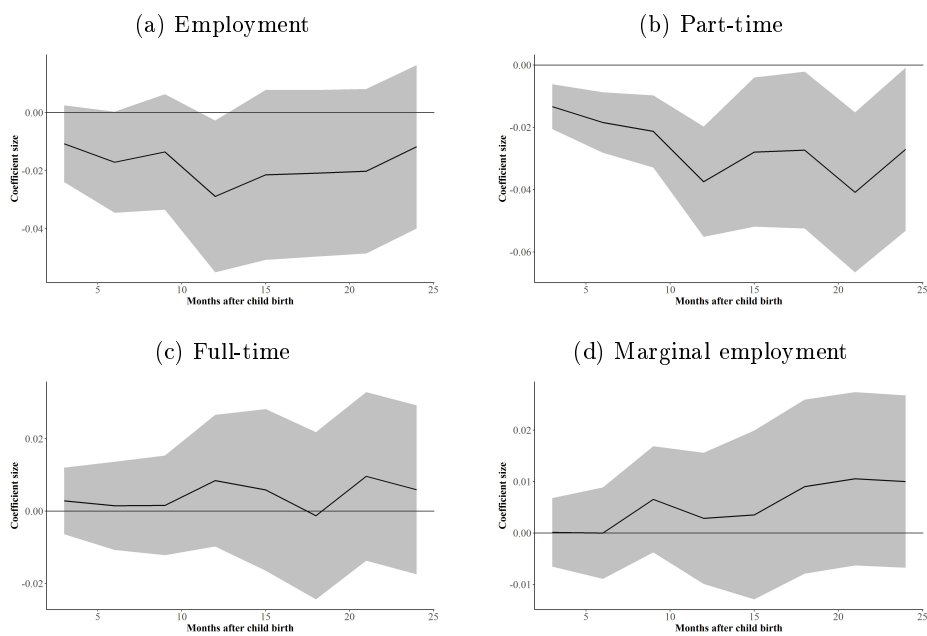 (a) Employment
Coefficient size
0.00
-0.02
-0.04
5 10 15 20 25
Months after child birth
(b) Part-time
Coefficient size
0.00
-0.02
-0.04
-0.06
5 10 15 20 25
Months after child birth
(c) Full-time
Coefficient size
0.02
0.00
-0.02
5 10 15 20 25
Months after child birth
(d) Marginal employment
Coefficient size
0.02
0.01
0.00
-0.01
5 10 15 20 25
Months after child birth